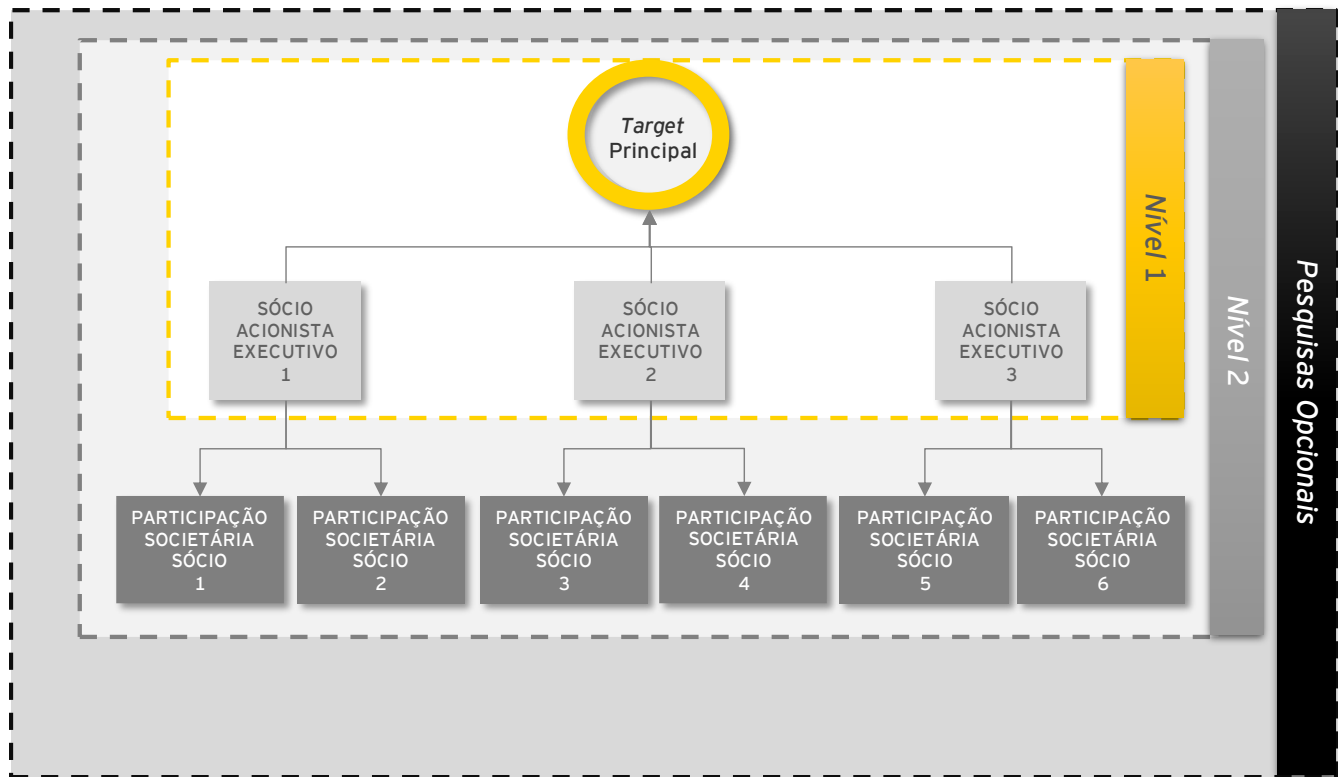 Target
Principal
Nível 1
Nível 2
Pesquisas Opcionais
SÓCIO
ACIONISTA
EXECUTIVO
1
SÓCIO
ACIONISTA
EXECUTIVO
2
SÓCIO
ACIONISTA
EXECUTIVO
3
PARTICIPAÇÃO
SOCIETÁRIA
SÓCIO
1
PARTICIPAÇÃO
SOCIETÁRIA
SÓCIO
2
PARTICIPAÇÃO
SOCIETÁRIA
SÓCIO
3
PARTICIPAÇÃO
SOCIETÁRIA
SÓCIO
4
PARTICIPAÇÃO
SOCIETÁRIA
SÓCIO
5
PARTICIPAÇÃO
SOCIETÁRIA
SÓCIO
6